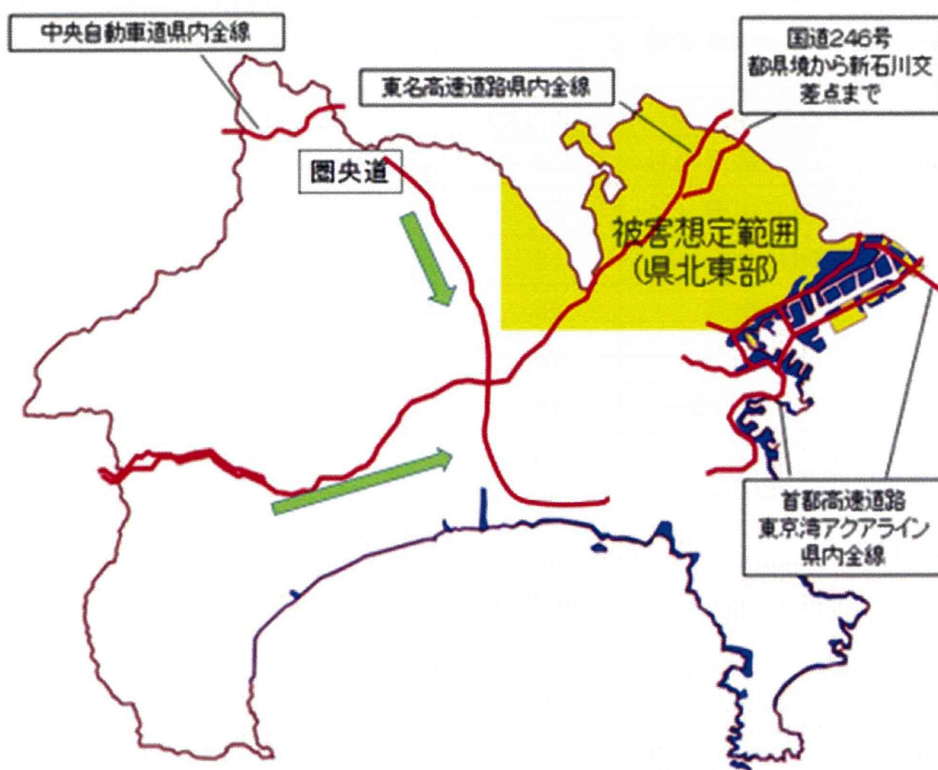 中央自動車道県内全線
国道246号
都県境から新石川交
差点まで
東名高速道路県内全線
圏央道
被害想定範囲
(県北東部)
首都高速道路
東京湾アクアライン
県内全線